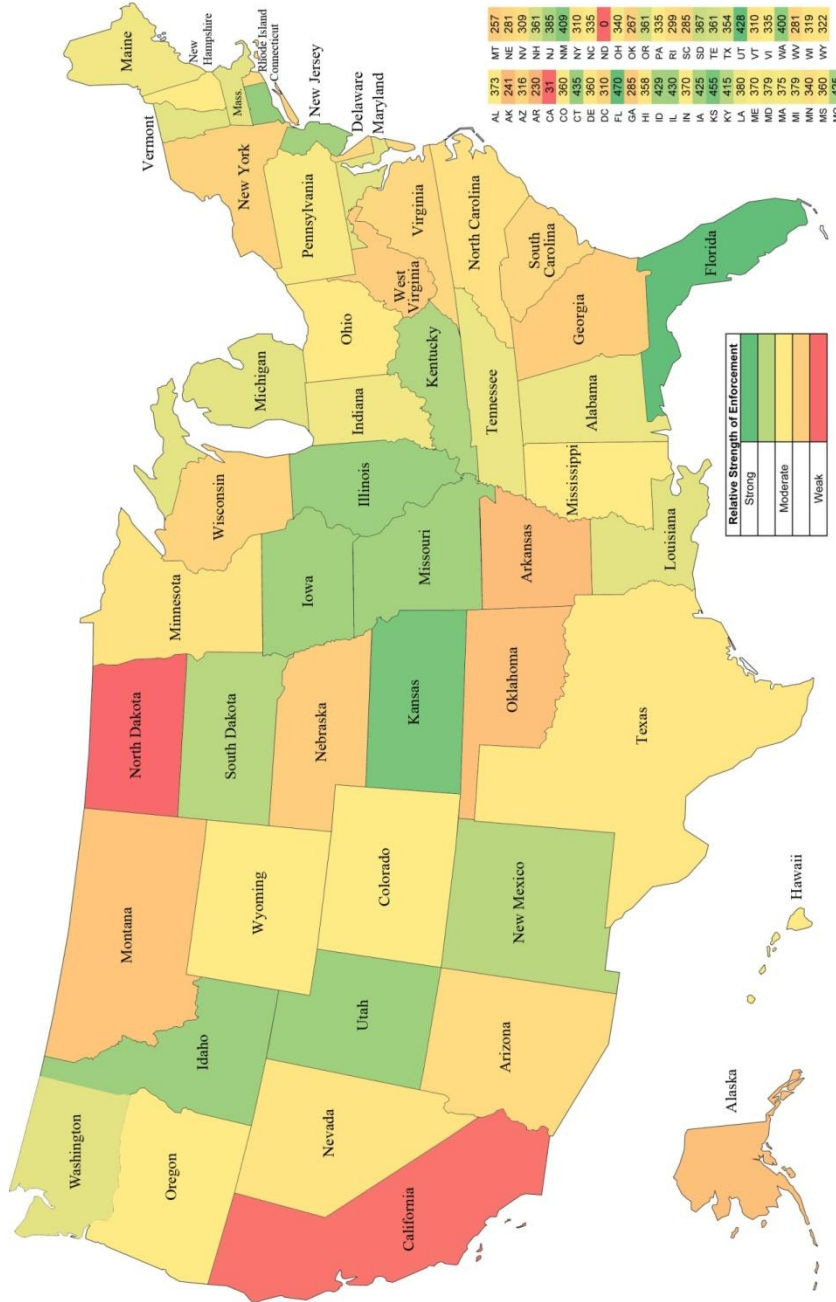 Washington
Oregon
California
Nevada
Idaho
Montana
Wyoming
Utah
Arizona
Colorado
New Mexico
North Dakota
South Dakota
Nebraska
Kansas
Oklahoma
Texas
Minnesota
Iowa
Missouri
Arkansas
Louisiana
Wisconsin
Illinois
Michigan
Indiana
Ohio
Kentucky
Tennessee
Mississippi
Alabama
Georgia
Florida
South
Carolina
North Carolina
Virginia
West
Virginia
Pennsylvania
New York
Vermont
Maine
New
Hampshire
Mass.
Rhode Island
Connecticut
New Jersey
Delaware
Maryland
Alaska
Hawaii
Relative Strength of Enforcement
Strong
Moderate
Weak
AL 373 MT 257
AK 241 NE 281
AZ 316 NV 309
AR 230 NH 361
CA 31 NJ 385
CO 360 NM 409
CT 435 NY 310
DE 360 NC 335
DC 310 ND 0
FL 470 OH 340
GA 285 OK 267
HI 358 OR 361
ID 429 PA 335
IL 430 RI 299
IN 370 SC 285
IA 425 SD 367
KS 455 TE 361
KY 415 TX 354
LA 380 UT 428
ME 370 VT 310
MD 379 VI 335
MA 375 WA 400
MI 379 WV 281
MN 340 WI 319
MS 360 WY 322
MO 425